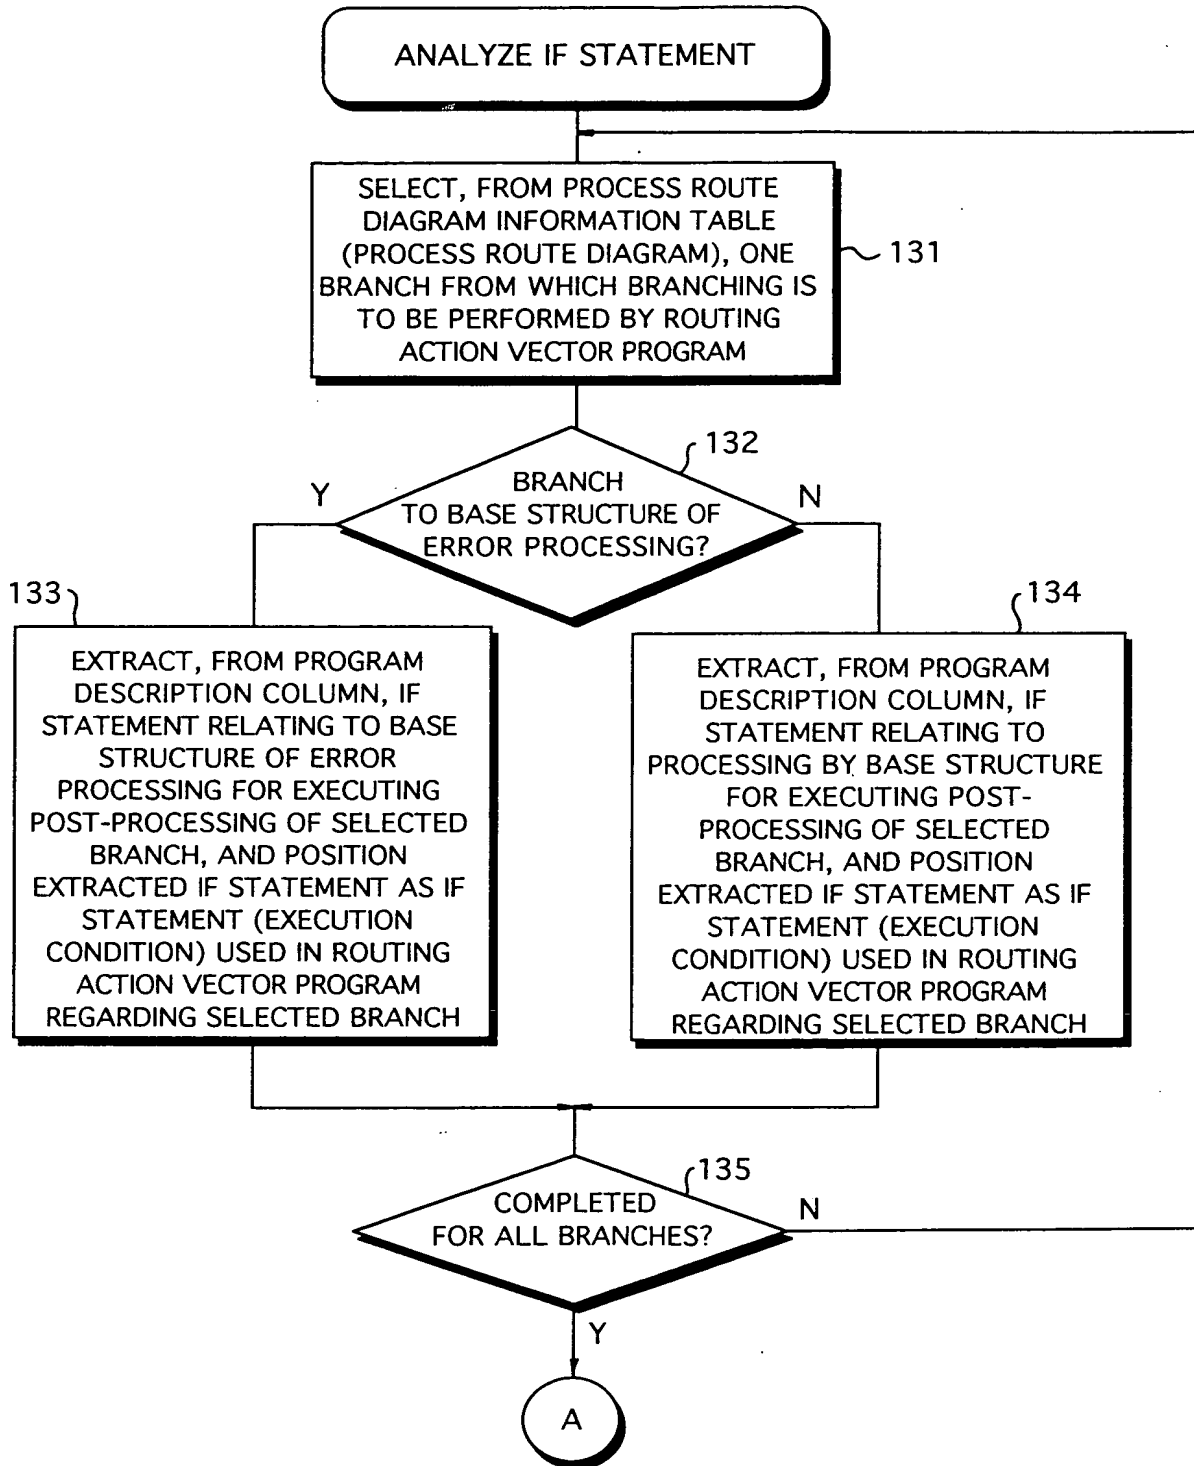 ANALYZE IF STATEMENT
SELECT, FROM PROCESS ROUTE
DIAGRAM INFORMATION TABLE
(PROCESS ROUTE DIAGRAM), ONE
BRANCH FROM WHICH BRANCHING IS
TO BE PERFORMED BY ROUTING
ACTION VECTOR PROGRAM
131
132
BRANCH
TO BASE STRUCTURE OF
ERROR PROCESSING?
Y
N
133
EXTRACT, FROM PROGRAM
DESCRIPTION COLUMN, IF
STATEMENT RELATING TO BASE
STRUCTURE OF ERROR
PROCESSING FOR EXECUTING
POST-PROCESSING OF SELECTED
BRANCH, AND POSITION
EXTRACTED IF STATEMENT AS IF
STATEMENT (EXECUTION
CONDITION) USED IN ROUTING
ACTION VECTOR PROGRAM
REGARDING SELECTED BRANCH
134
EXTRACT, FROM PROGRAM
DESCRIPTION COLUMN, IF
STATEMENT RELATING TO
PROCESSING BY BASE STRUCTURE
FOR EXECUTING POST-
PROCESSING OF SELECTED
BRANCH, AND POSITION
EXTRACTED IF STATEMENT AS IF
STATEMENT (EXECUTION
CONDITION) USED IN ROUTING
ACTION VECTOR PROGRAM
REGARDING SELECTED BRANCH
135
COMPLETED
FOR ALL BRANCHES?
N
Y
A